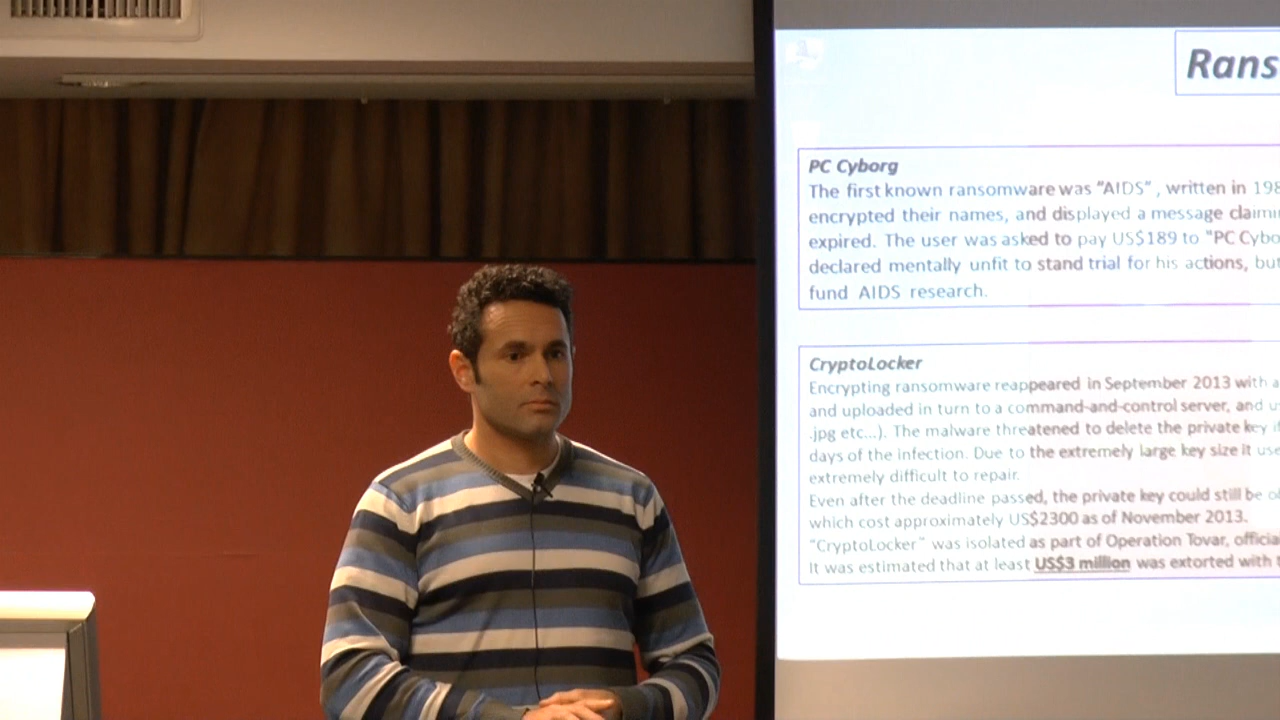 Rans
PC Cyborg
The first known ransomware was "AIDS" , written in 198
encrypted their names, and displayed a message claimi
expired. The user was asked to pay US$189 to "PC Cybo
declared mentally unfit to stand trial for his actions, but
fund AIDS research.
CryptoLocker
Encrypting ransomware reappeared in September 2013 with a
and uploaded in turn to a command-and-control server, and u
.jpg etc...). The malware threatened to delete the private key if
days of the infection. Due to the extremely large key size it use
extremely difficult to repair.
Even after the deadline passed, the private key could still be o
which cost approximately US$2300 as of November 2013.
"CryptoLocker" was isolated as part of Operation Tovar, officia
It was estimated that at least US$3 million was extorted with t